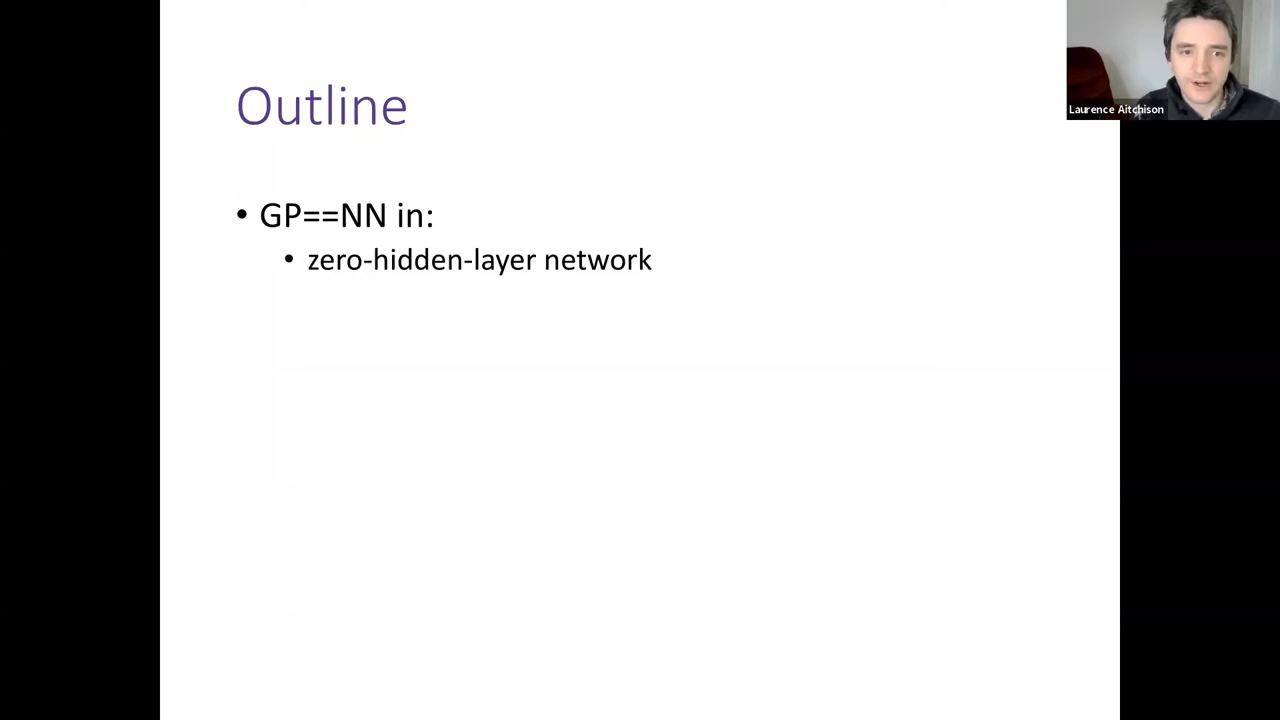 Outline
• GP==NN in:
• zero-hidden-layer network
Laurence Aitchison